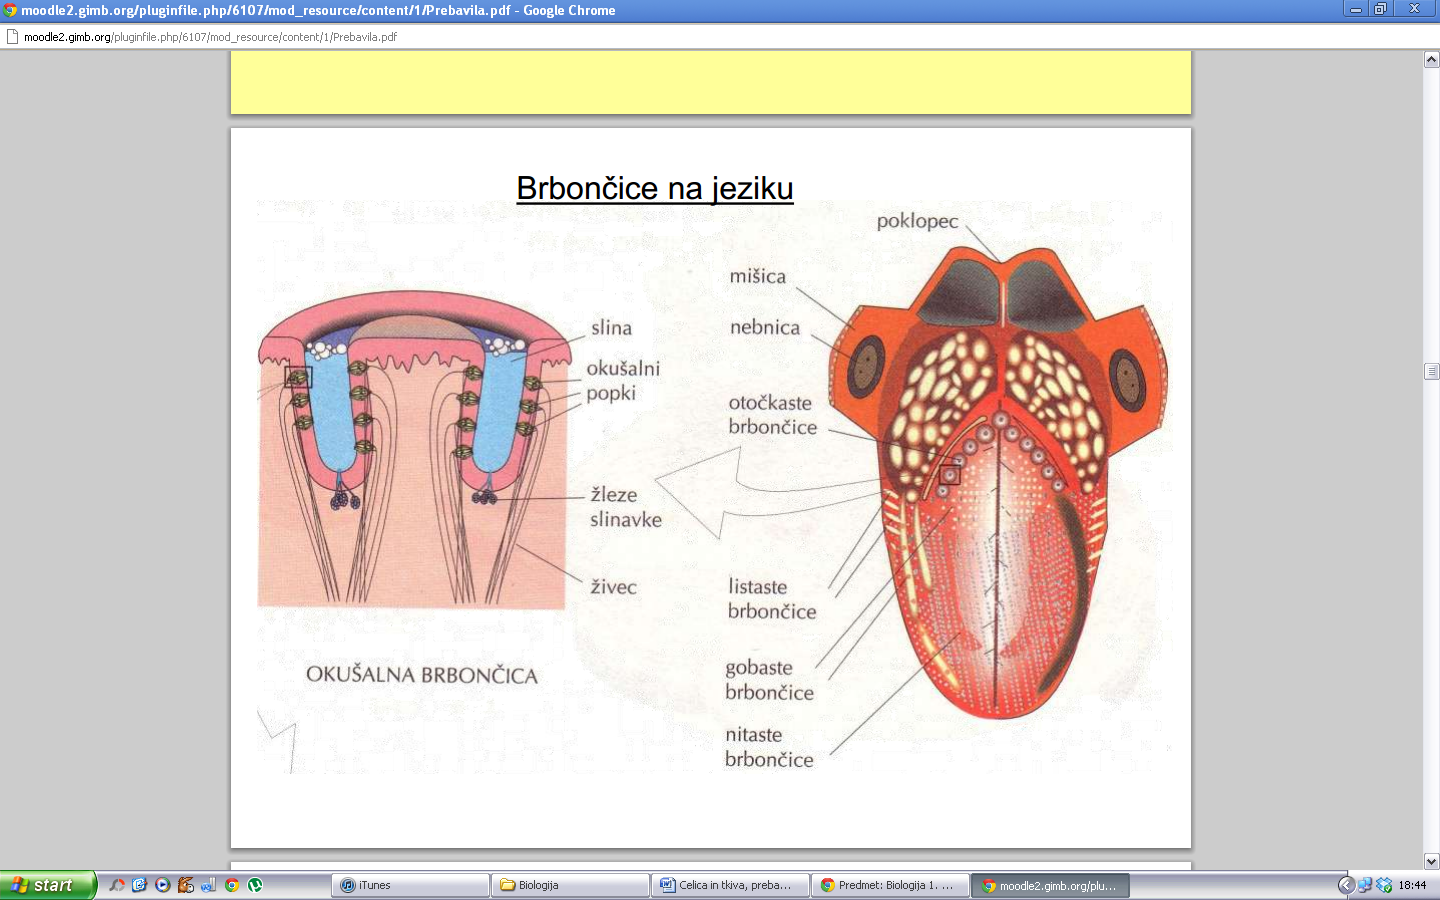 moodle2.gimb.org/pluginfile.php/6107/mod_resource/content/1/Prebavila.pdf - Google Chrome
moodle2.gimb.org/pluginfile.php/6107/mod_resource/content/1/Prebavila.pdf
Brbončice na jeziku
slina
okušalni
popki
žleze
slinavke
živec
OKUŠALNA BRBONČICA
poklopec
mišica
nebnica
otočkaste
brbončice
listaste
brbončice
gobaste
brbončice
nitaste
brbončice
start
iTunes
Biologija
Celica in tkiva, preba...
Predmet: Biologija 1. ...
moodle2.gimb.org/plu...
18:44